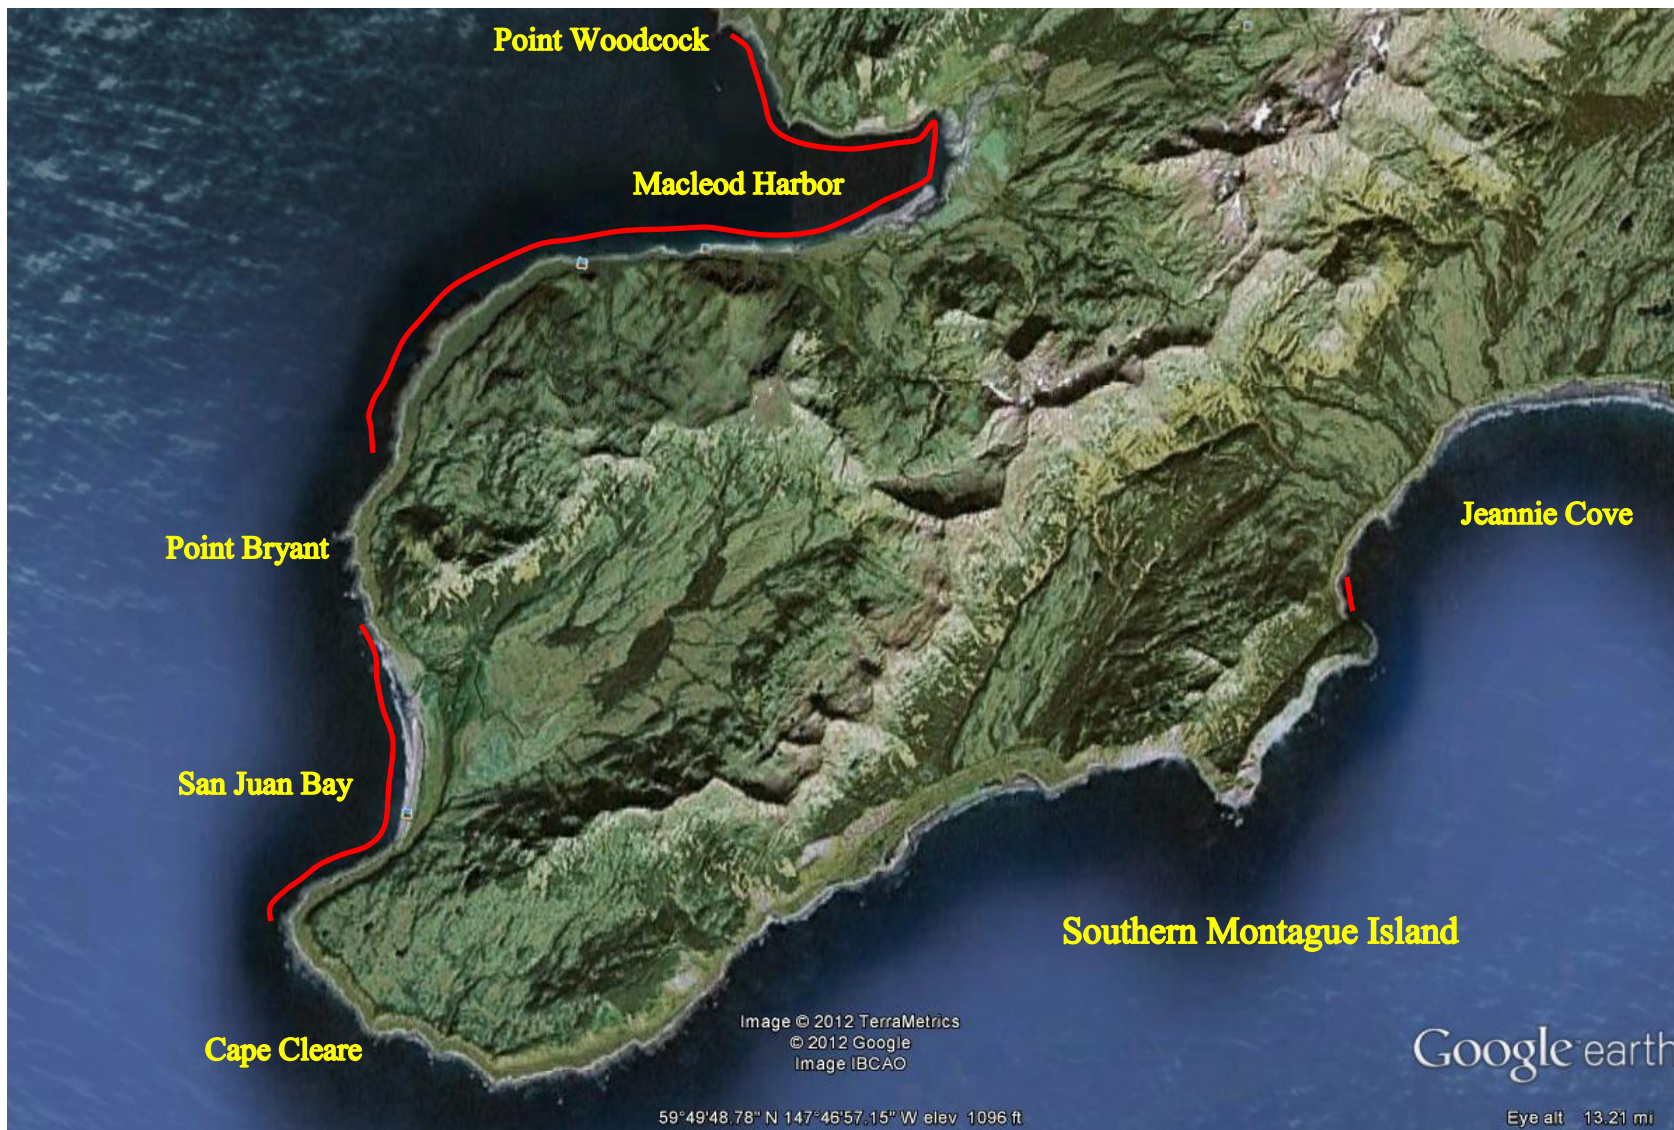 Point Woodcock
Macleod Harbor
Jeannie Cove
Point Bryant
San Juan Bay
Southern Montague Island
Cape Cleare
Image © 2012 TerraMetrics
© 2012 Google
Image IBCAO
Google earth
59°49'48.78" N 147°46'57.15" W elev 1096 ft
Eye alt 13.21 mi